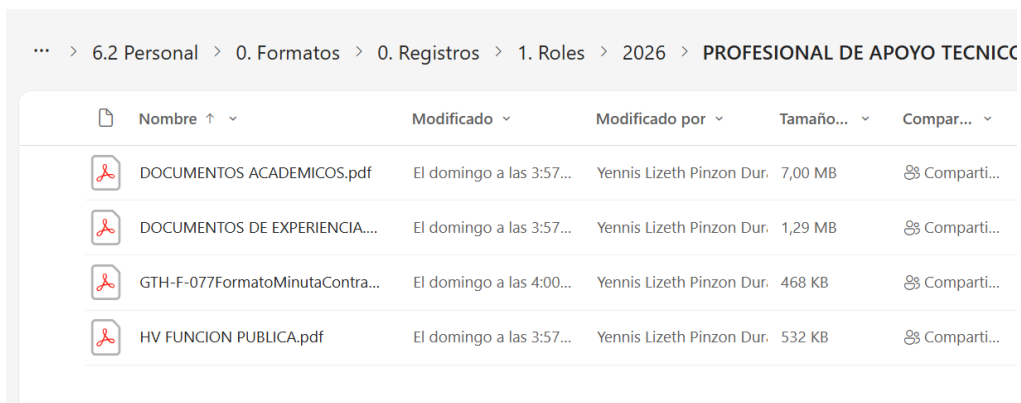 ... > 6.2 Personal > 0. Formatos > 0. Registros > 1. Roles > 2026 > PROFESIONAL DE APOYO TECNICO
Nombre ↑ Modificado Modificado por Tamaño... Compar...
DOCUMENTOS ACADEMICOS.pdf El domingo a las 3:57... Yennis Lizeth Pinzon Dur 7,00 MB Comparti...
DOCUMENTOS DE EXPERIENCIA.... El domingo a las 3:57... Yennis Lizeth Pinzon Dur 1,29 MB Comparti...
GTH-F-077FormatoMinutaContra... El domingo a las 4:00... Yennis Lizeth Pinzon Dur 468 KB Comparti...
HV FUNCION PUBLICA.pdf El domingo a las 3:57... Yennis Lizeth Pinzon Dur 532 KB Comparti...